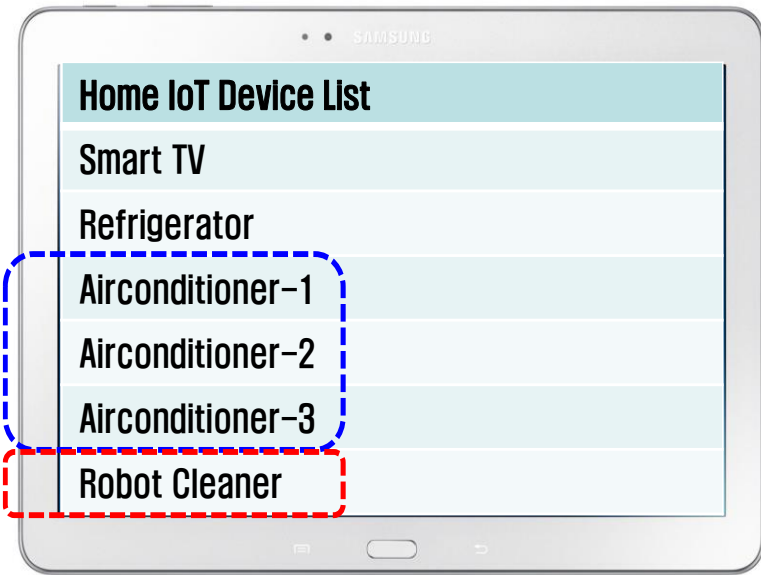 SAMSUNG
Home IoT Device List
Smart TV
Refrigerator
Airconditioner-1
Airconditioner-2
Airconditioner-3
Robot Cleaner